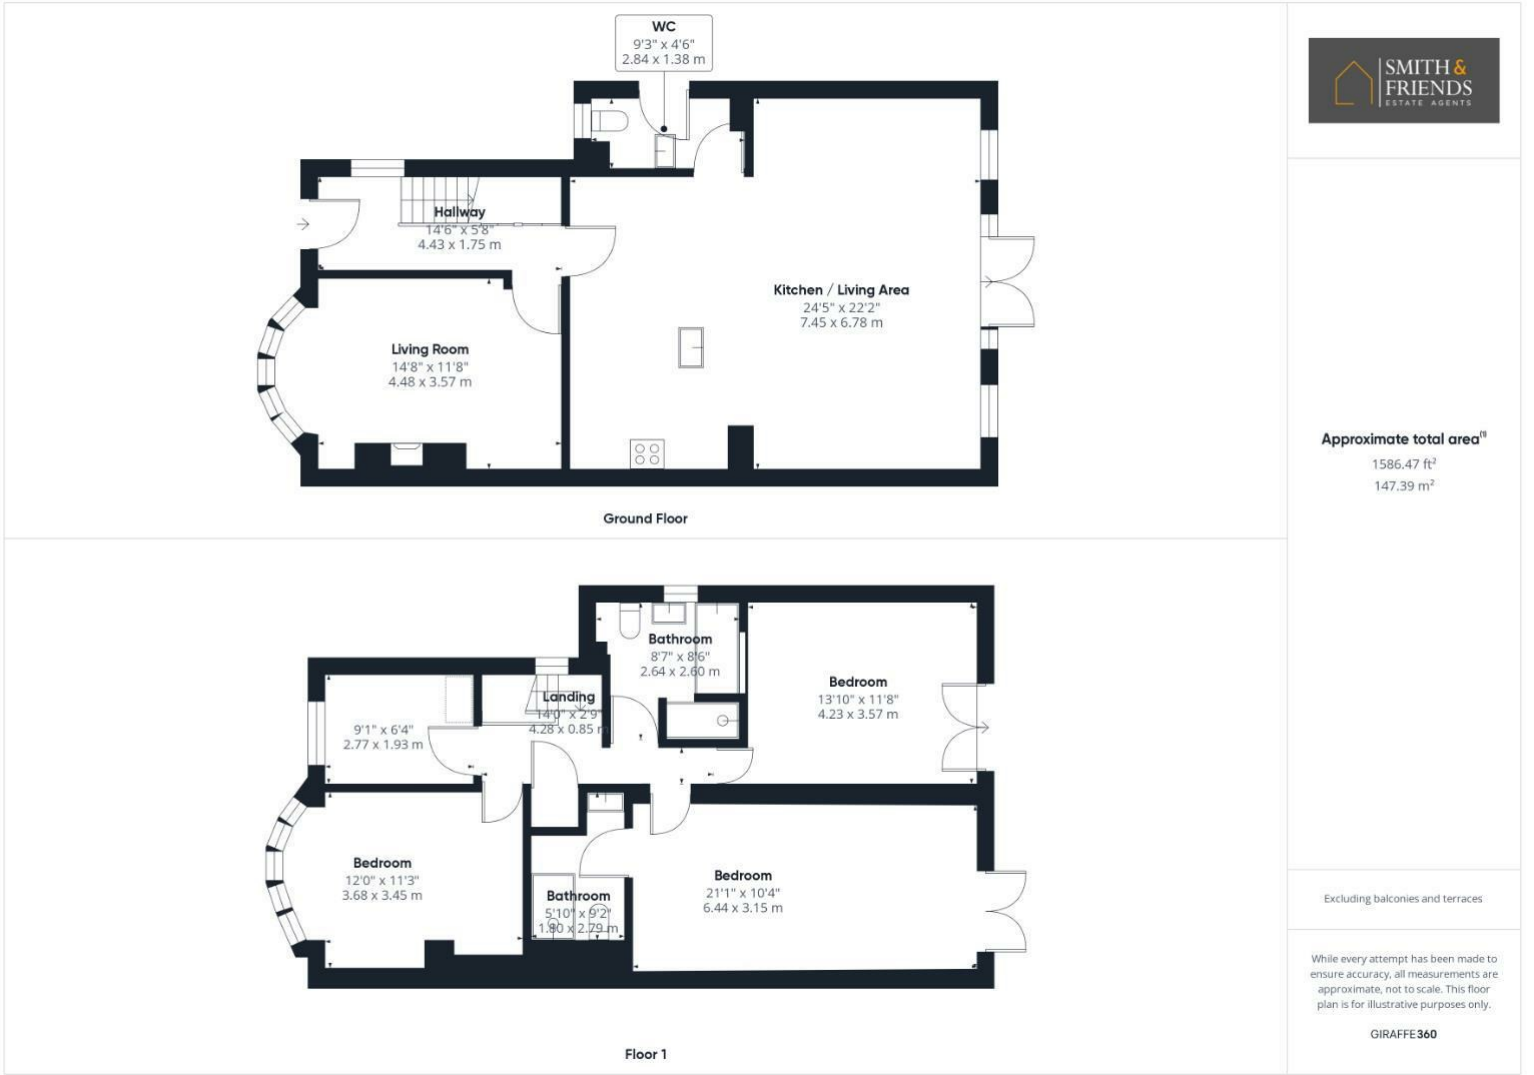 WC
9'3" x 4'6"
2.84 x 1.38 m
Hallway
14'6" x 5'8"
4.43 x 1.75 m
Living Room
14'8" x 11'8"
4.48 x 3.57 m
Kitchen / Living Area
24'5" x 22'2"
7.45 x 6.78 m
Ground Floor
Bathroom
8'7" x 8'6"
2.64 x 2.60 m
Landing
14'0" x 2'9"
4.28 x 0.85 m
9'1" x 6'4"
2.77 x 1.93 m
Bedroom
13'10" x 11'8"
4.23 x 3.57 m
Bedroom
12'0" x 11'3"
3.68 x 3.45 m
Bathroom
5'10" x 9'2"
1.80 x 2.79 m
Bedroom
21'1" x 10'4"
6.44 x 3.15 m
Floor 1
SMITH &
FRIENDS
ESTATE AGENTS
Approximate total area⁽¹⁾
1586.47 ft²
147.39 m²
Excluding balconies and terraces
While every attempt has been made to
ensure accuracy, all measurements are
approximate, not to scale. This floor
plan is for illustrative purposes only.
GIRAFFE360